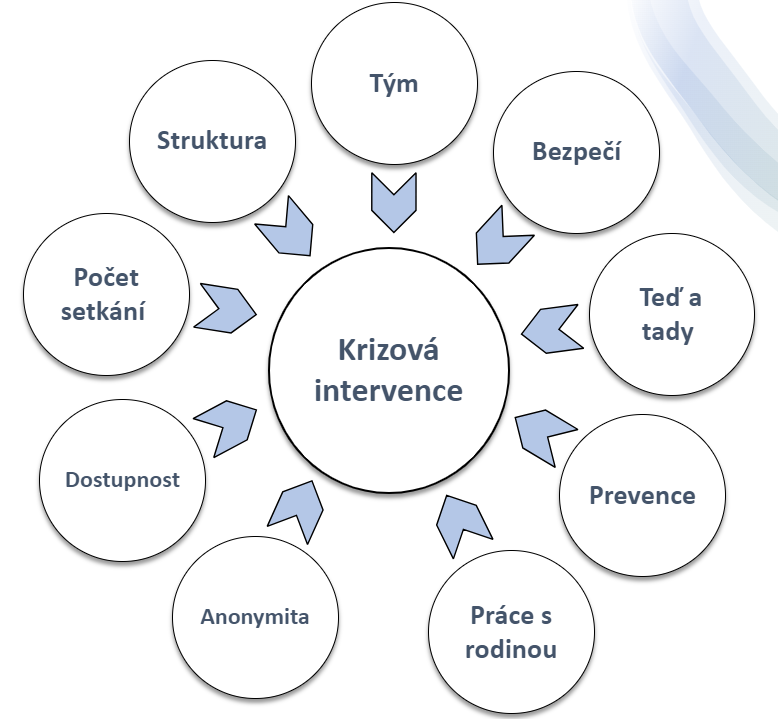 Tým
Struktura
Bezpečí
Počet
setkání
Teď a
tady
Krizová
intervence
Dostupnost
Prevence
Anonymita
Práce s
rodinou